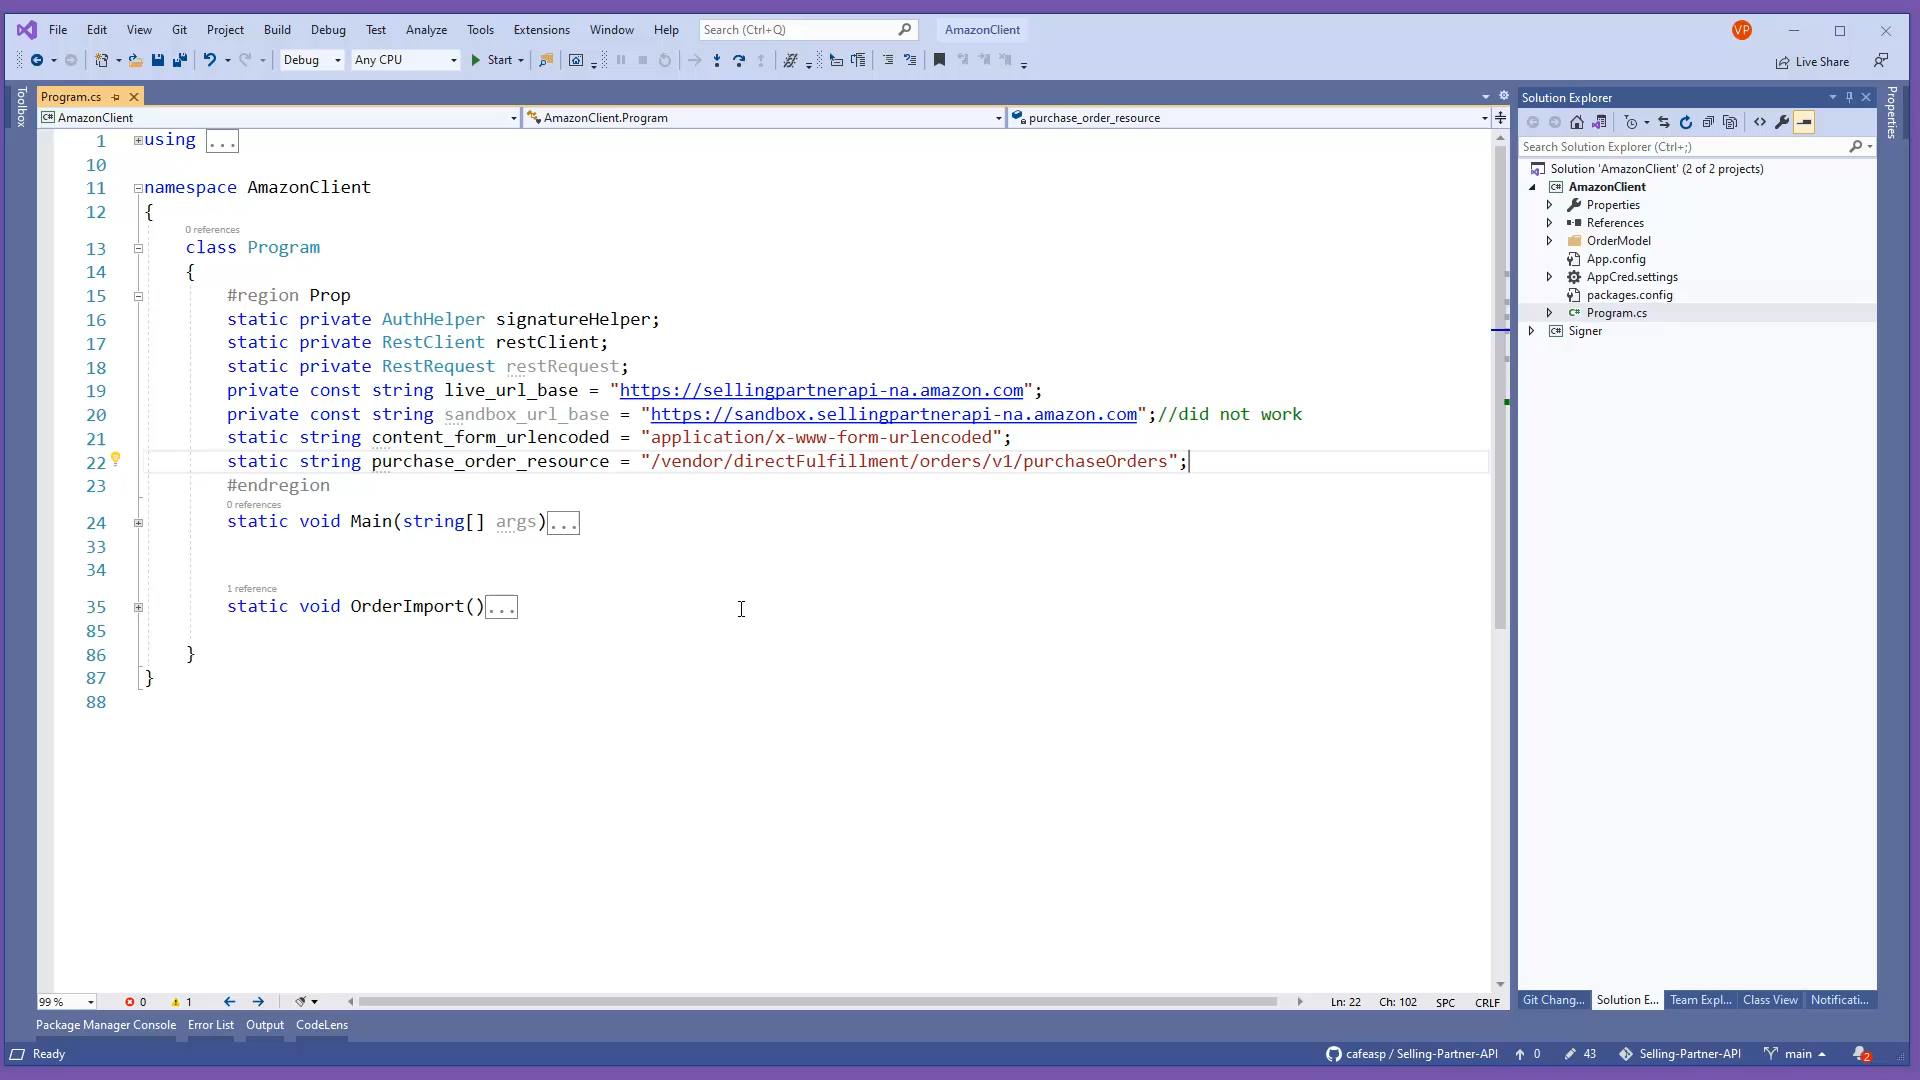 File Edit View Git Project Build Debug Test Analyze Tools Extensions Window Help Search (Ctrl+Q) AmazonClient VP
Debug Any CPU Start Live Share
Toolbox
Program.cs
AmazonClient AmazonClient.Program purchase_order_resource
1 using ...
10
11 namespace AmazonClient
12 {
0 references
13 class Program
14 {
15 #region Prop
16 static private AuthHelper signatureHelper;
17 static private RestClient restClient;
18 static private RestRequest restRequest;
19 private const string live_url_base = "https://sellingpartnerapi-na.amazon.com";
20 private const string sandbox_url_base = "https://sandbox.sellingpartnerapi-na.amazon.com";//did not work
21 static string content_form_urlencoded = "application/x-www-form-urlencoded";
22 static string purchase_order_resource = "/vendor/directFulfillment/orders/v1/purchaseOrders";
23 #endregion
0 references
24 static void Main(string[] args)...
33
34
1 reference
35 static void OrderImport()...
85
86 }
87 }
88
99 % 0 1 Ln: 22 Ch: 102 SPC CRLF
Package Manager Console Error List Output CodeLens
Ready cafeasp / Selling-Partner-API 0 43 Selling-Partner-API main 2
Solution Explorer
Search Solution Explorer (Ctrl+;)
Solution 'AmazonClient' (2 of 2 projects)
C# AmazonClient
Properties
References
OrderModel
App.config
AppCred.settings
packages.config
C# Program.cs
C# Signer
Git Chang... Solution E... Team Expl... Class View Notificati...
Properties